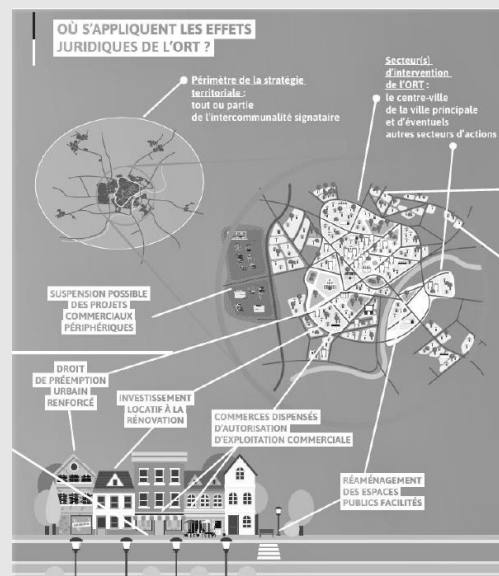 OÙ S'APPLIQUENT LES EFFETS
JURIDIQUES DE L'ORT ?
Périmètre de la stratégie
territoriale :
tout ou partie
de l'intercommunalité signataire
Secteur(s)
d'intervention
de l'ORT :
le centre-ville
de la ville principale
et d'éventuels
autres secteurs d'actions
SUSPENSION POSSIBLE
DES PROJETS
COMMERCIAUX
PÉRIPHÉRIQUES
DROIT
DE PRÉEMPTION
URBAIN
RENFORCÉ
INVESTISSEMENT
LOCATIF À LA
RÉNOVATION
COMMERCES DISPENSÉS
D'AUTORISATION
D'EXPLOITATION COMMERCIALE
RÉAMÉNAGEMENT
DES ESPACES
PUBLICS FACILITÉS